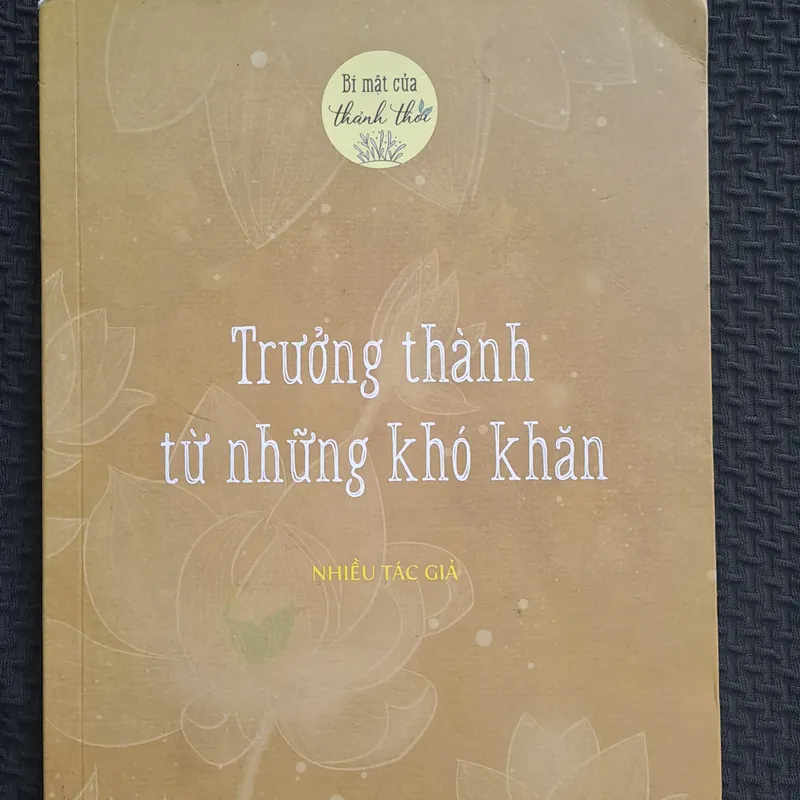 Bí mật của
thảnh thơi
Trưởng thành
từ những khó khăn
NHIỀU TÁC GIẢ